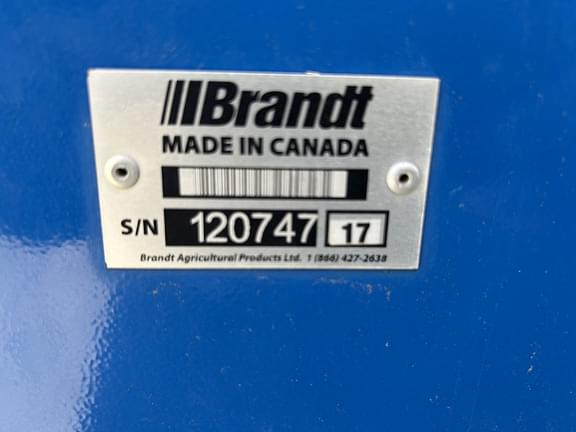 Brandt
MADE IN CANADA
S/N 120747 17
Brandt Agricultural Products Ltd. 1 (866) 427-2638